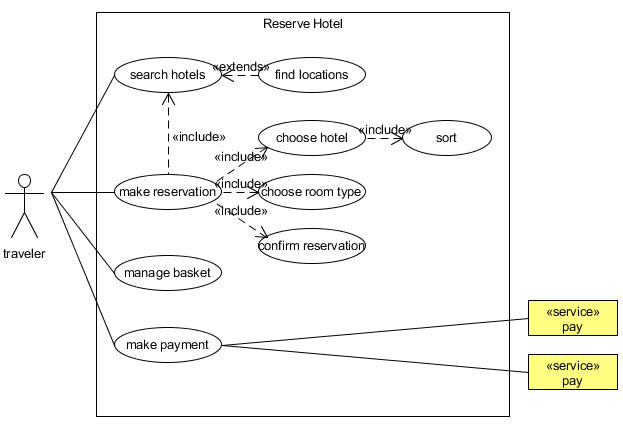 Reserve Hotel
search hotels
«extends»
find locations
«include»
choose hotel
«include»
sort
«include»
make reservation
«include»
choose room type
«include»
confirm reservation
traveler
manage basket
make payment
«service»
pay
«service»
pay